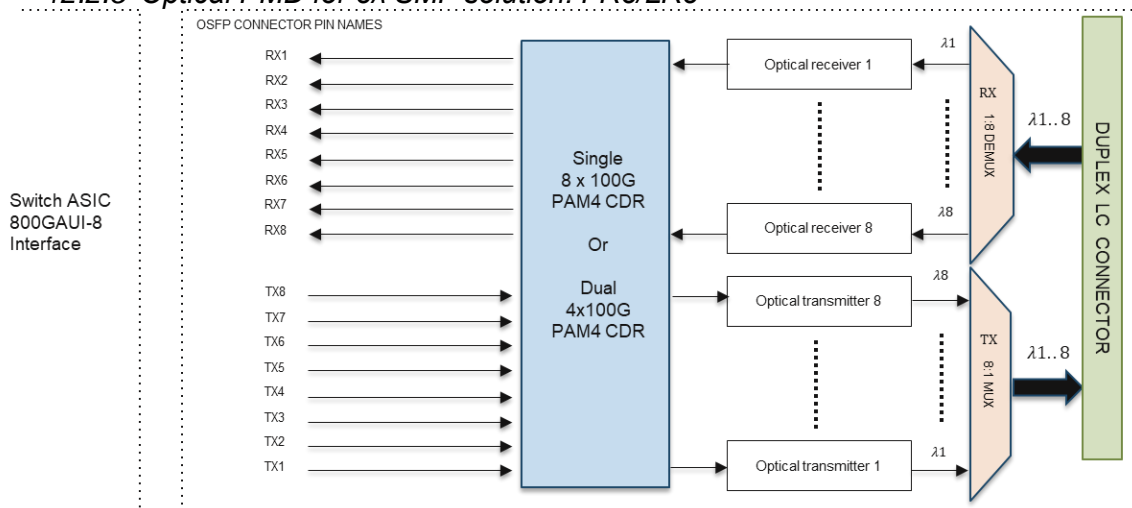 OSFP CONNECTOR PIN NAMES
RX1
RX2
RX3
RX4
RX5
RX6
RX7
RX8
TX8
TX7
TX6
TX5
TX4
TX3
TX2
TX1
Switch ASIC
800GAUI-8
Interface
Single
8 x 100G
PAM4 CDR
Or
Dual
4x100G
PAM4 CDR
Optical receiver 1
Optical receiver 8
Optical transmitter 8
Optical transmitter 1
λ1
λ8
λ8
λ1
RX
1:8 DEMUX
TX
8:1 MUX
λ1..8
λ1..8
DUPLEX LC CONNECTOR